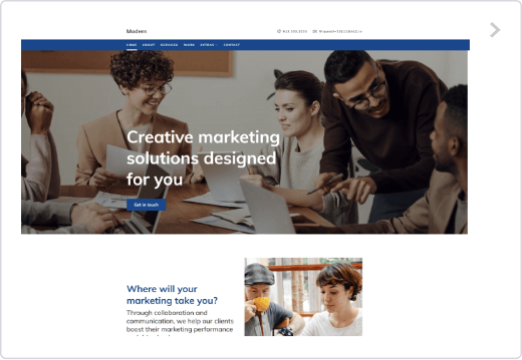 Modern
HOME ABOUT SERVICES WORK EXTRAS CONTACT
Creative marketing
solutions designed
for you
Get in touch
Where will your
marketing take you?
Through collaboration and
communication, we help our clients
boost their marketing performance